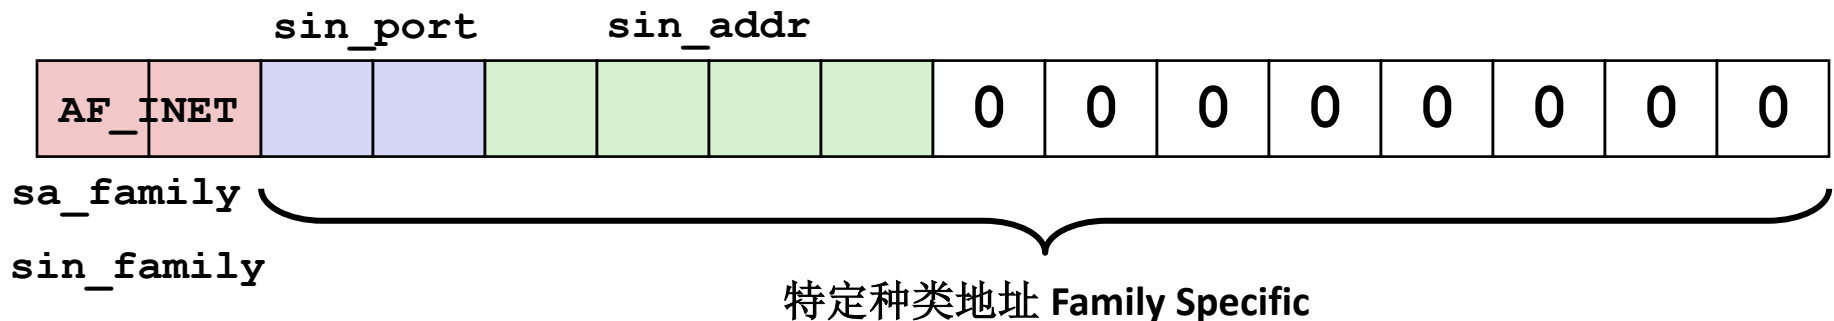 sin_port sin_addr
AF_INET 0 0 0 0 0 0 0 0
sa_family
sin_family
特定种类地址 Family Specific